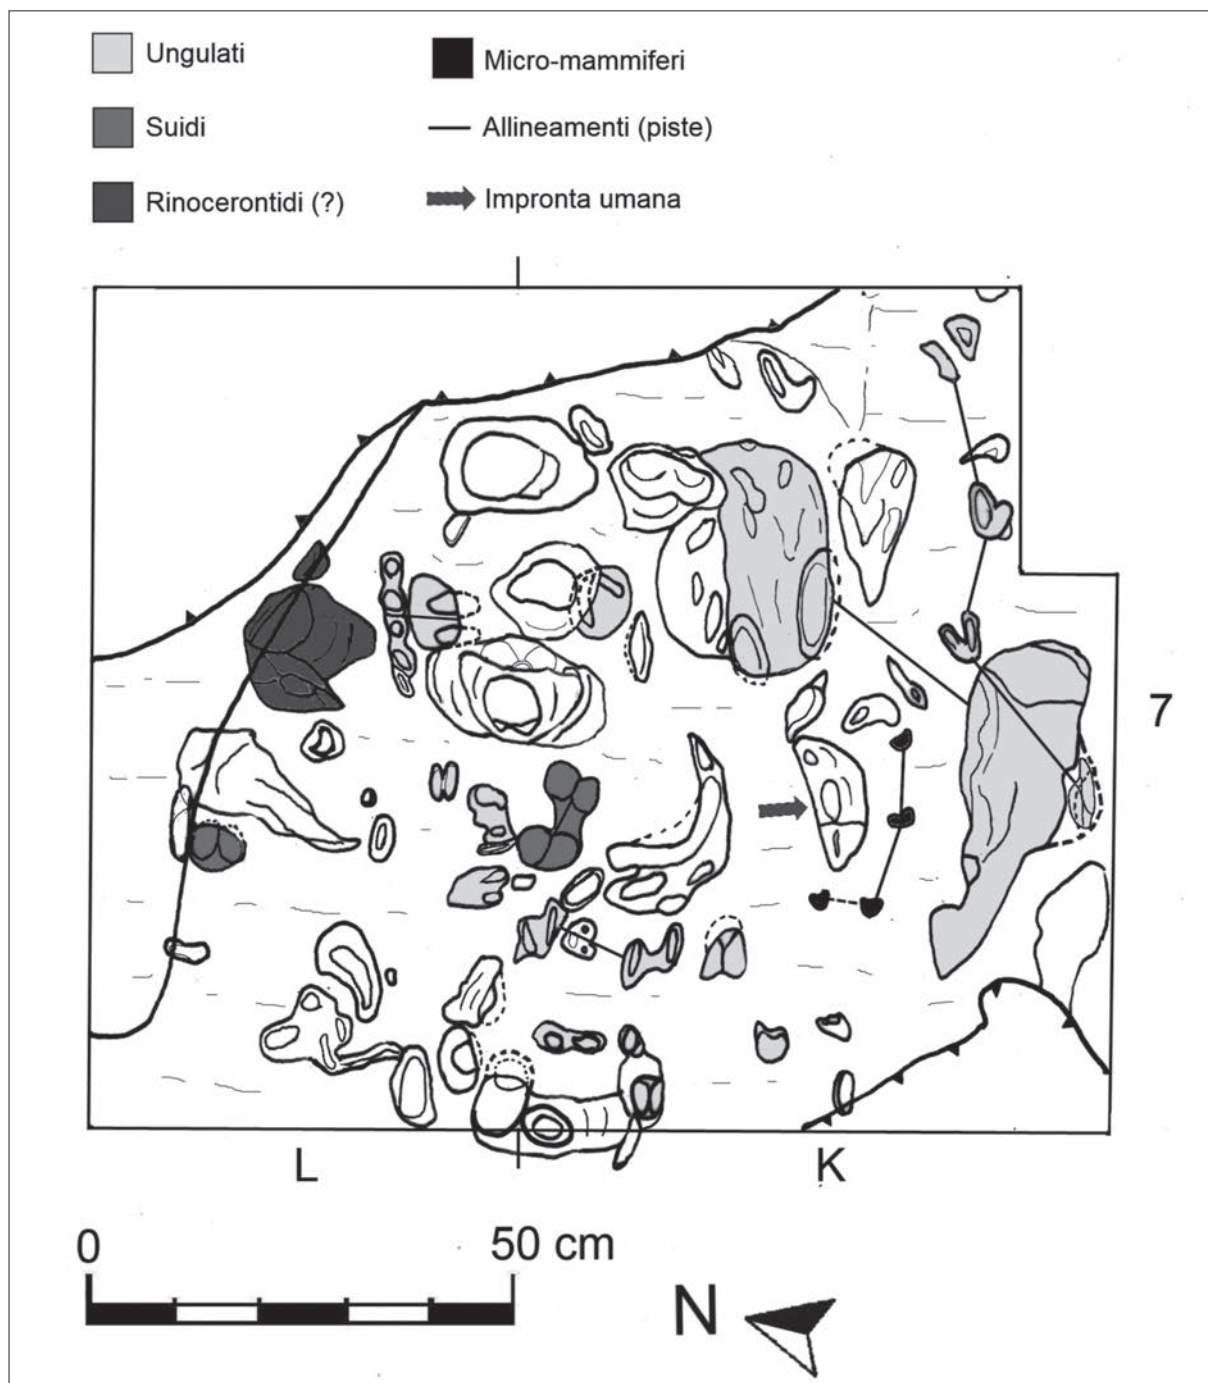 Ungulati
Micro-mammiferi
Suidi
Allineamenti (piste)
Rinocerontidi (?)
Impronta umana
7
L
K
0
50 cm
N